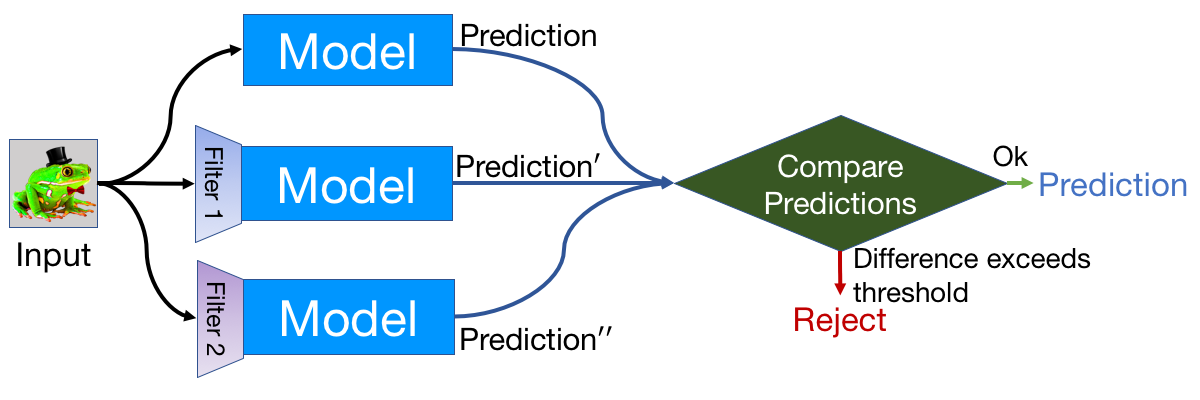 Input
Model
Prediction
Filter 1
Model
Prediction′
Filter 2
Model
Prediction′′
Compare
Predictions
Ok
Prediction
Difference exceeds
threshold
Reject